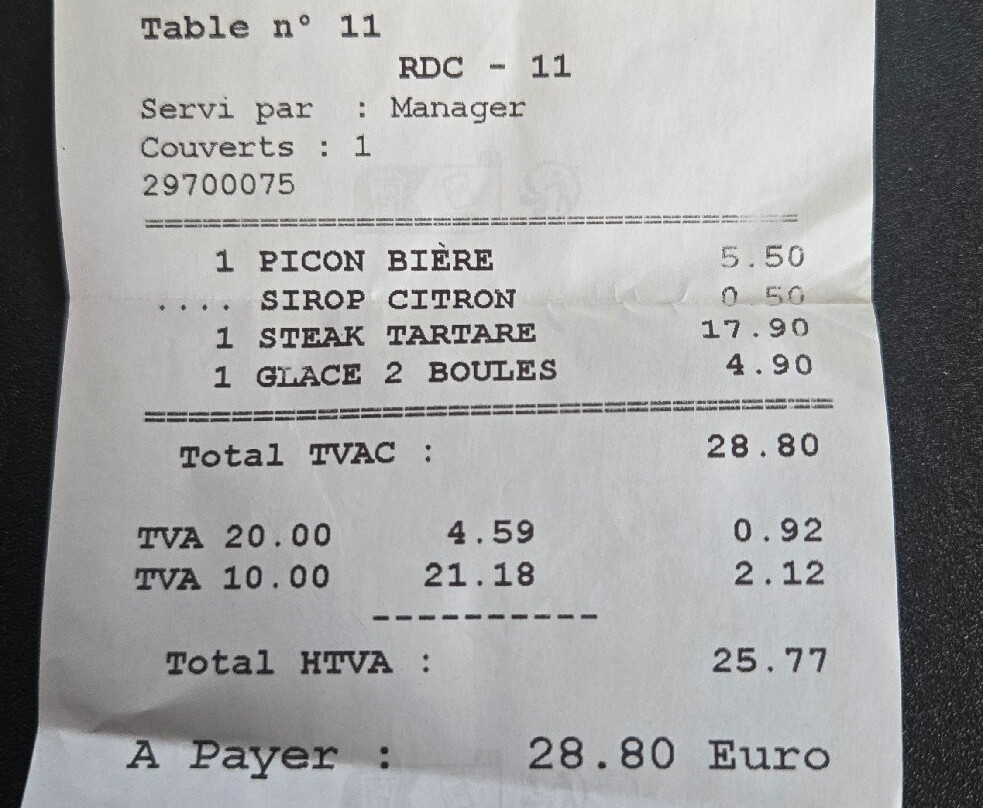 Table n° 11
RDC - 11
Servi par : Manager
Couverts : 1
29700075
==================================================
1 PICON BIÈRE 5.50
.... SIROP CITRON 0.50
1 STEAK TARTARE 17.90
1 GLACE 2 BOULES 4.90
==================================================
Total TVAC : 28.80
TVA 20.00 4.59 0.92
TVA 10.00 21.18 2.12
-----------
Total HTVA : 25.77
A Payer : 28.80 Euro